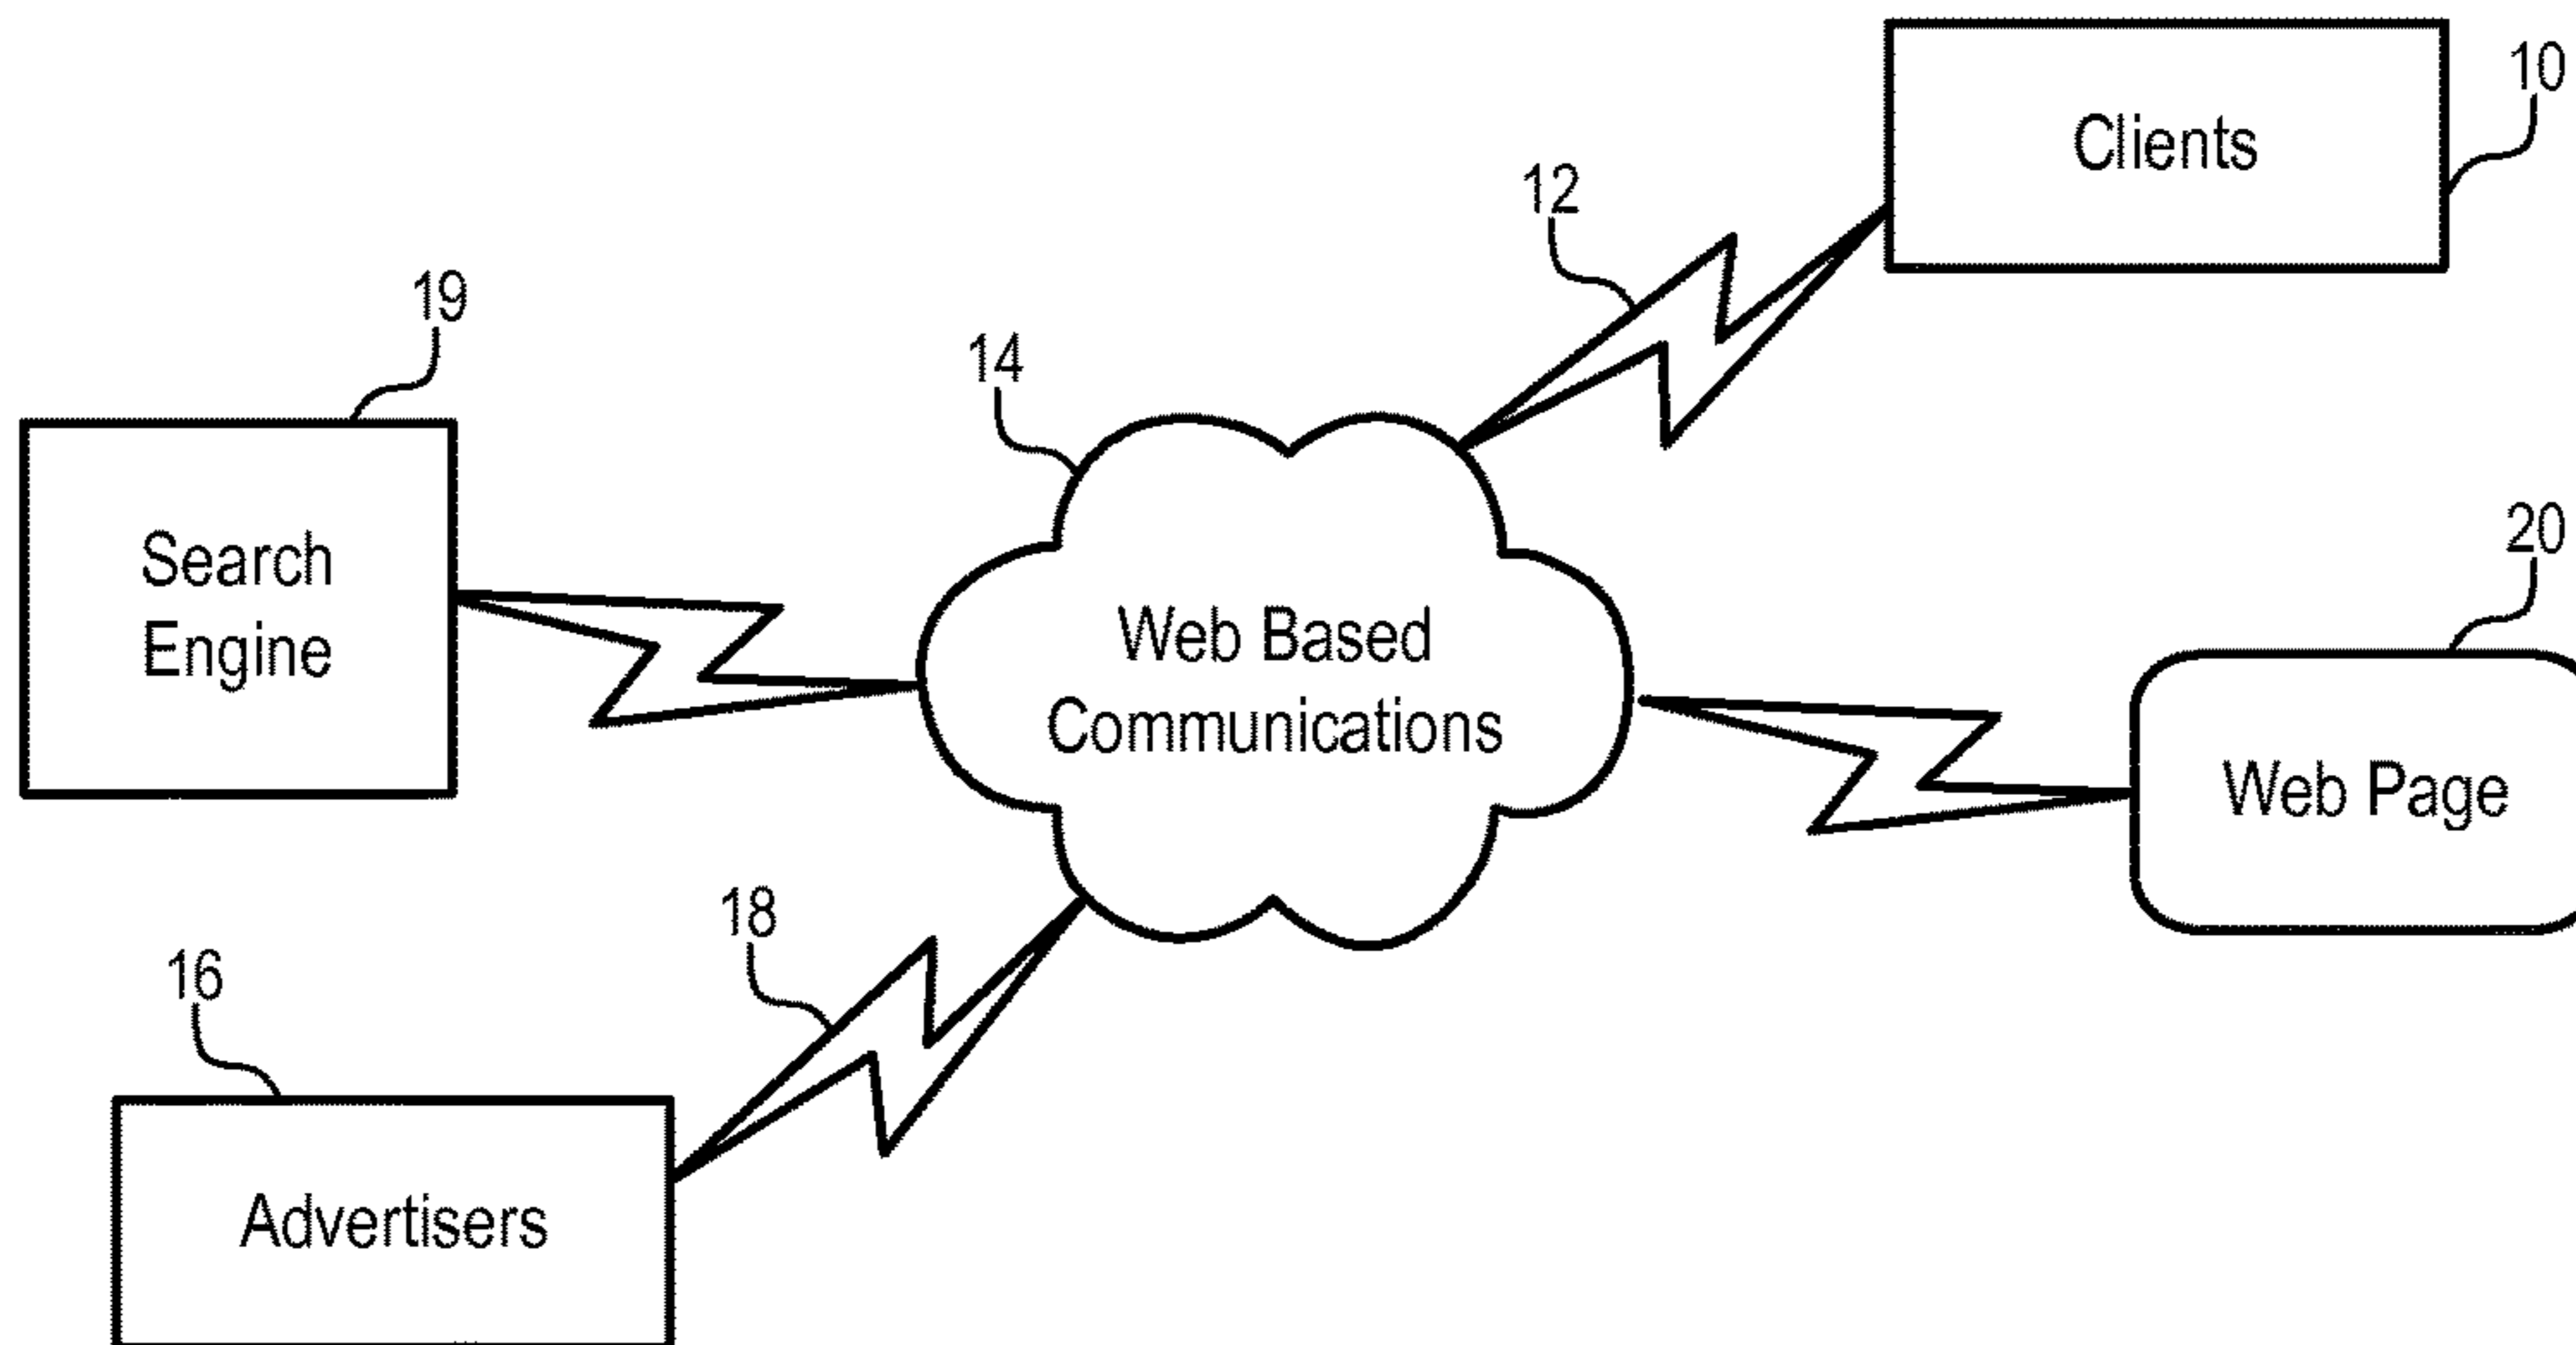 10
Clients
12
19
14
Search
Engine
20
Web Based
Communications
Web Page
18
16
Advertisers